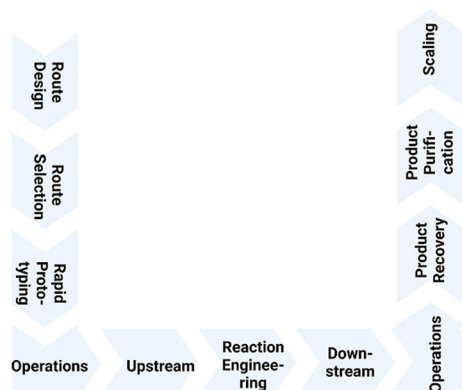 Route
Design
Route
Selection
Rapid
Proto-
typing
Operations
Upstream
Reaction
Enginee-
ring
Down-
stream
Operations
Product
Recovery
Product
Purifi-
cation
Scaling